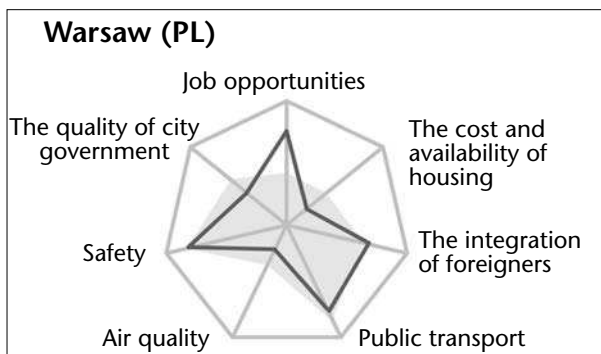 Warsaw (PL)
Job opportunities
The quality of city
government
The cost and
availability of
housing
Safety
The integration
of foreigners
Air quality
Public transport